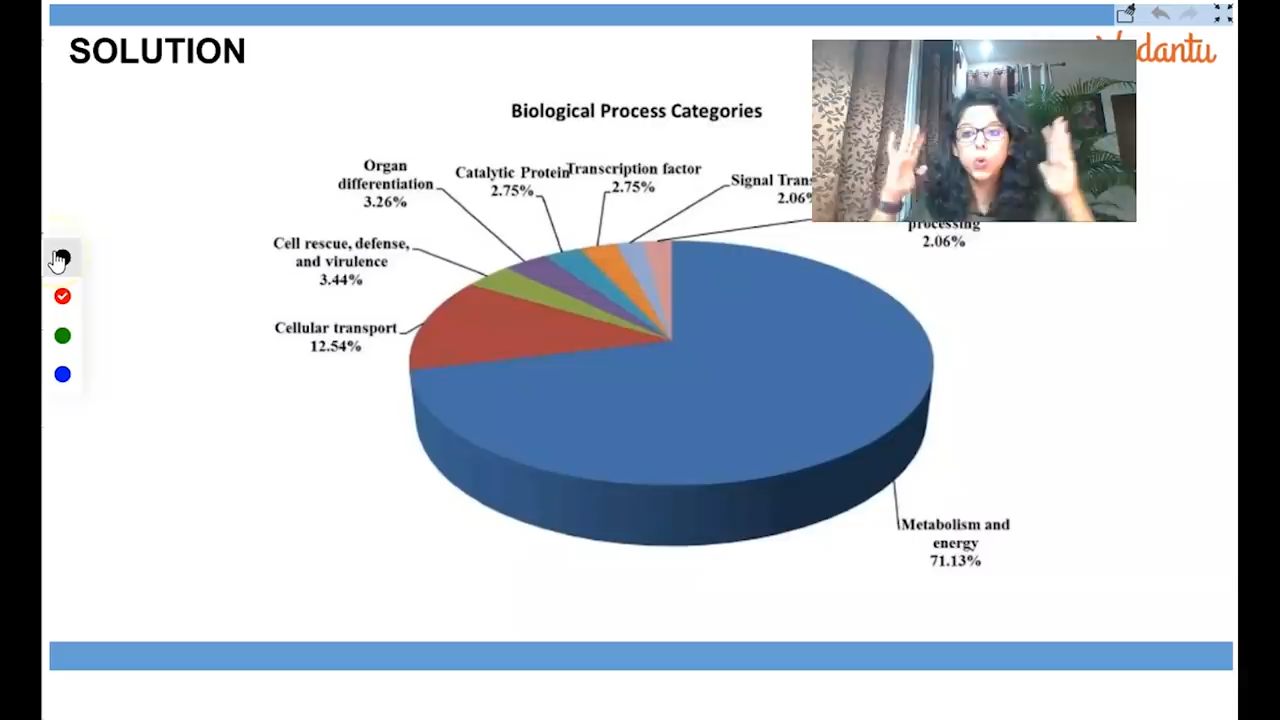 SOLUTION
Biological Process Categories
Organ
differentiation
3.26%
Catalytic Protein
2.75%
Transcription factor
2.75%
Signal
2.06%
processing
2.06%
Cell rescue, defense,
and virulence
3.44%
Cellular transport
12.54%
Metabolism and
energy
71.13%